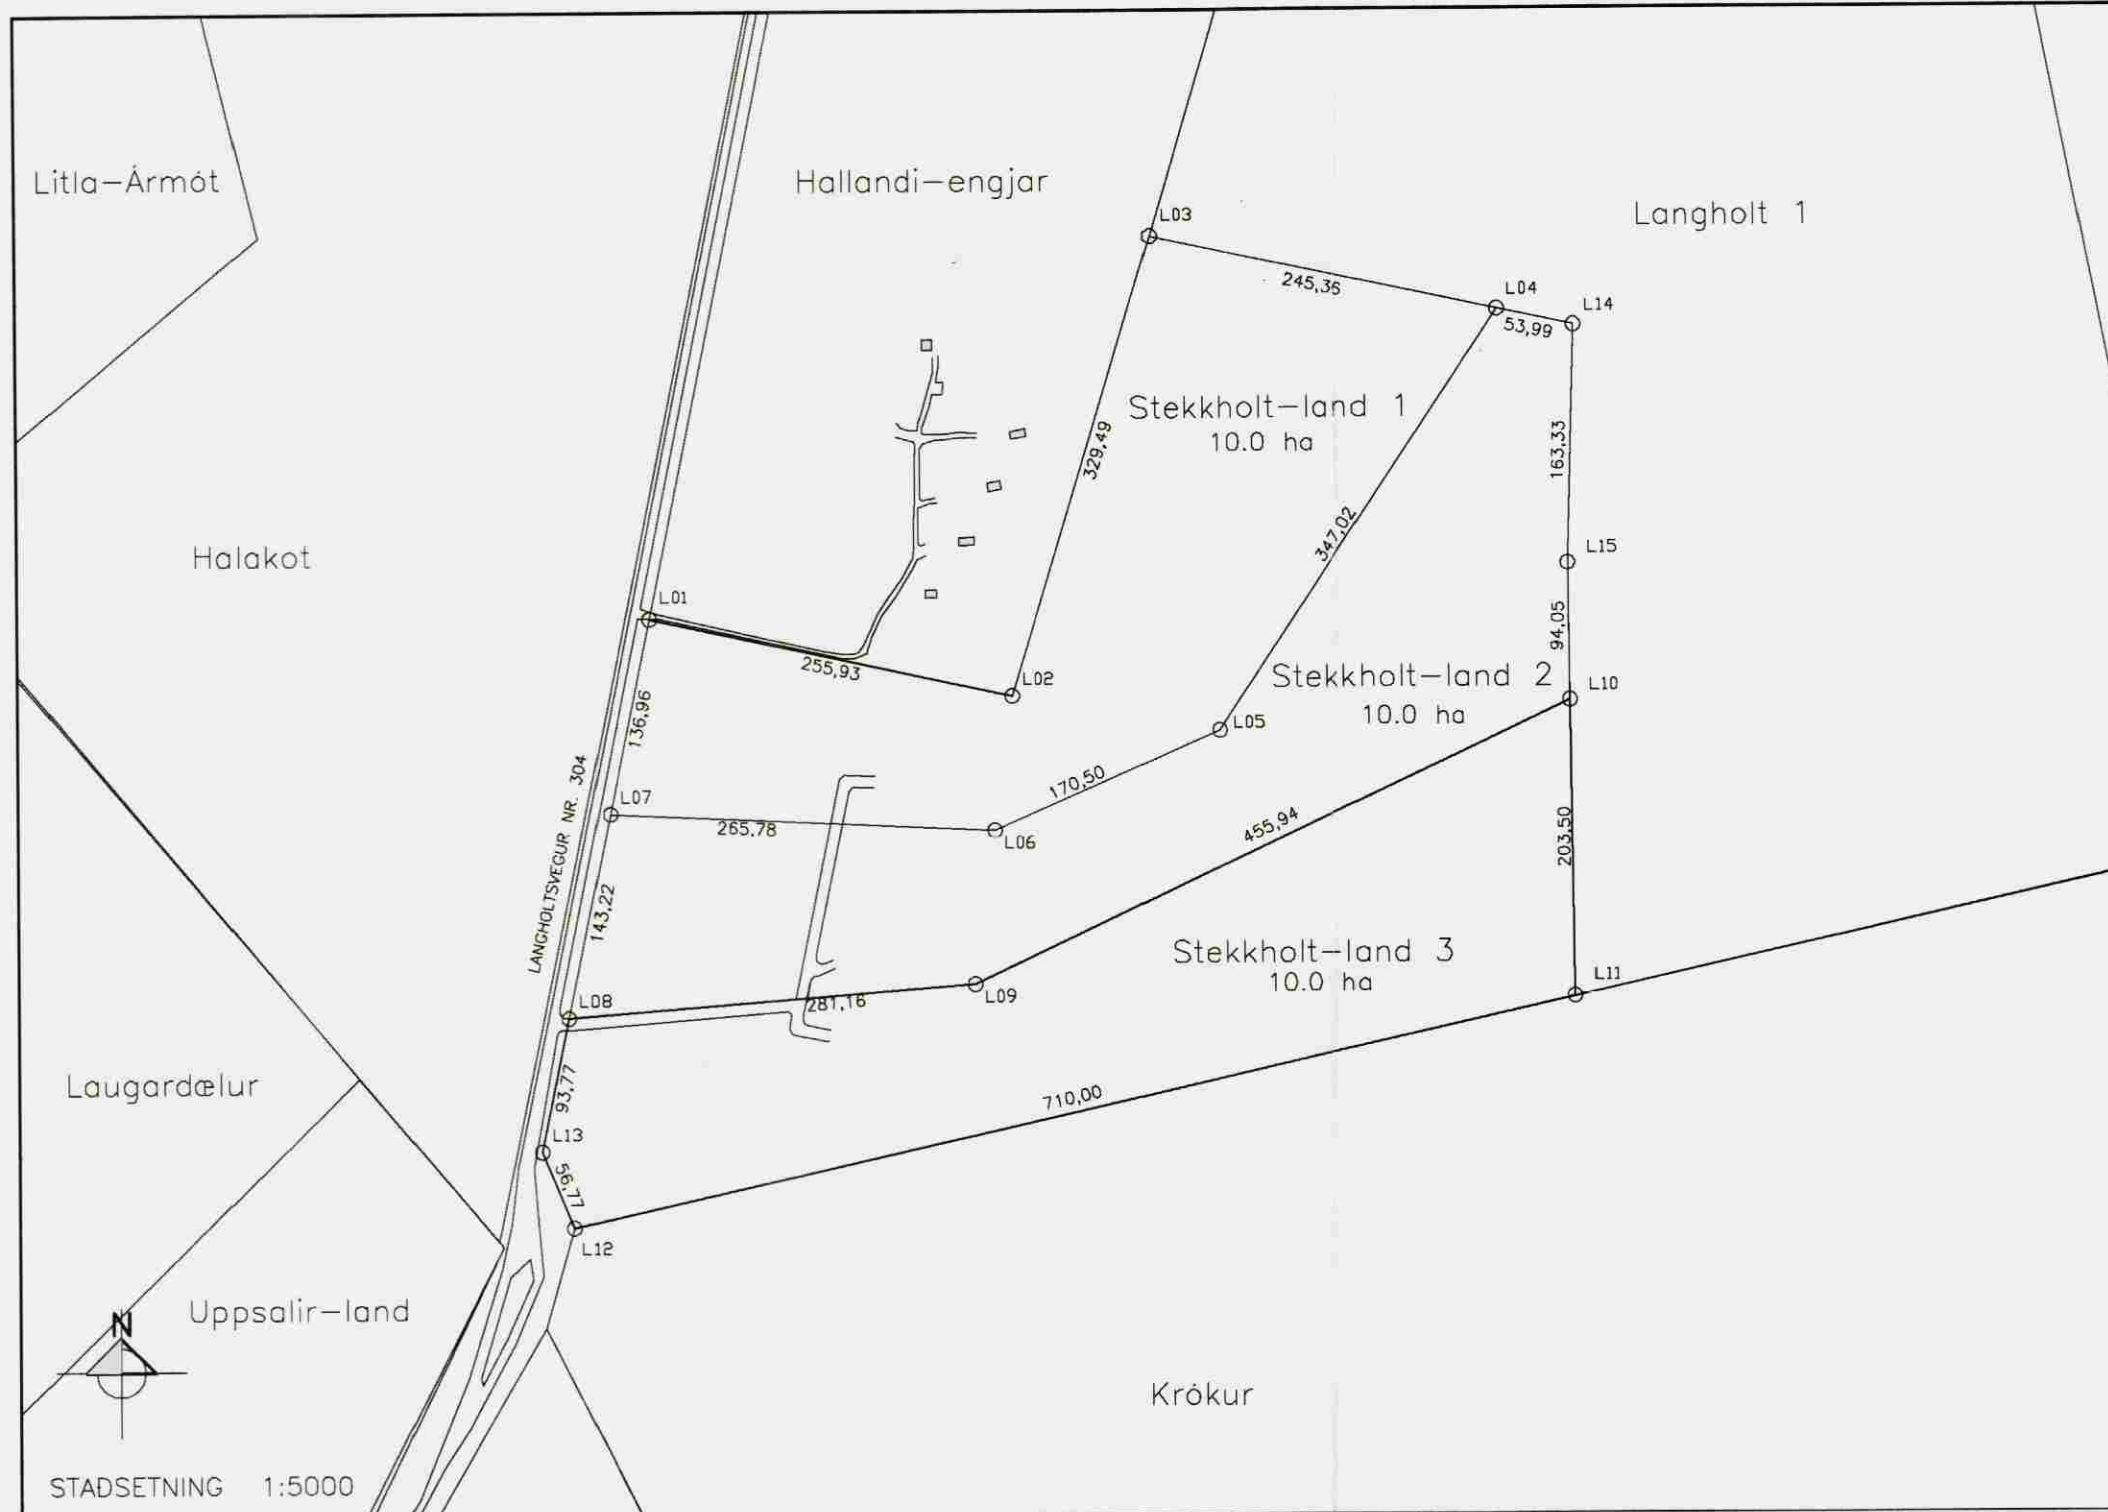 Litla-Ármót
Hallandi-engjar
Langholt 1
L03
245,36
L04
53,99
L14
Stekkholt-land 1
10.0 ha
329,49
163,33
347,02
Halakot
L15
L01
94,05
255,93
L02
Stekkholt-land 2
10.0 ha
L10
136,96
L05
LANGHOLTSVEGUR NR. 304
L07
170,50
265,78
L06
455,94
203,50
143,22
Stekkholt-land 3
10.0 ha
L11
L08
281,16
L09
Laugardælur
93,77
710,00
L13
56,77
L12
Uppsalir-land
N
Krókur
STAÐSETNING 1:5000